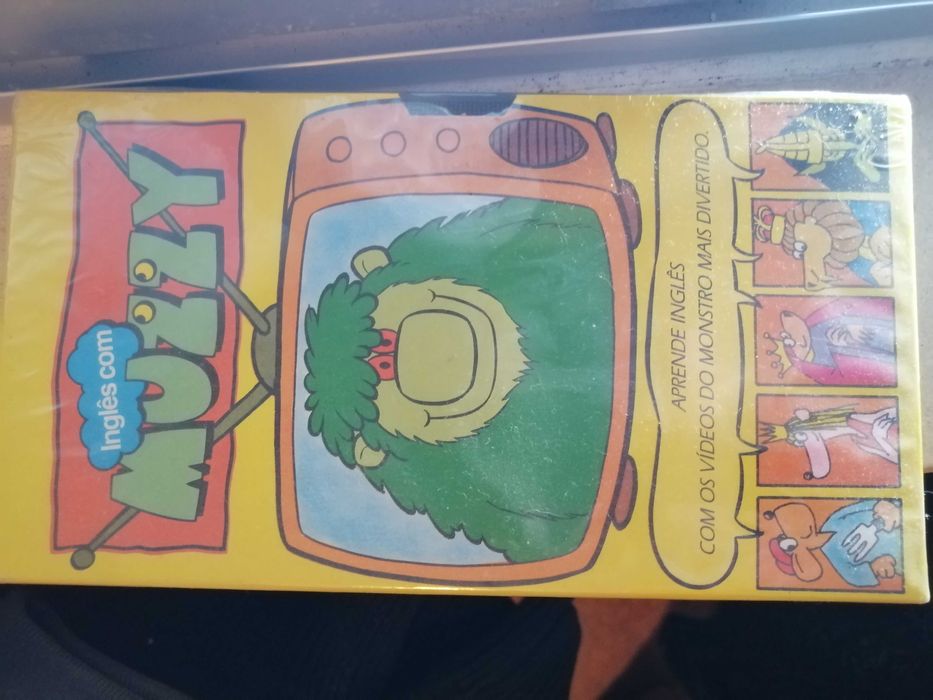 Inglês com
MUZZY
APRENDE INGLÊS
COM OS VÍDEOS DO MONSTRO MAIS DIVERTIDO.